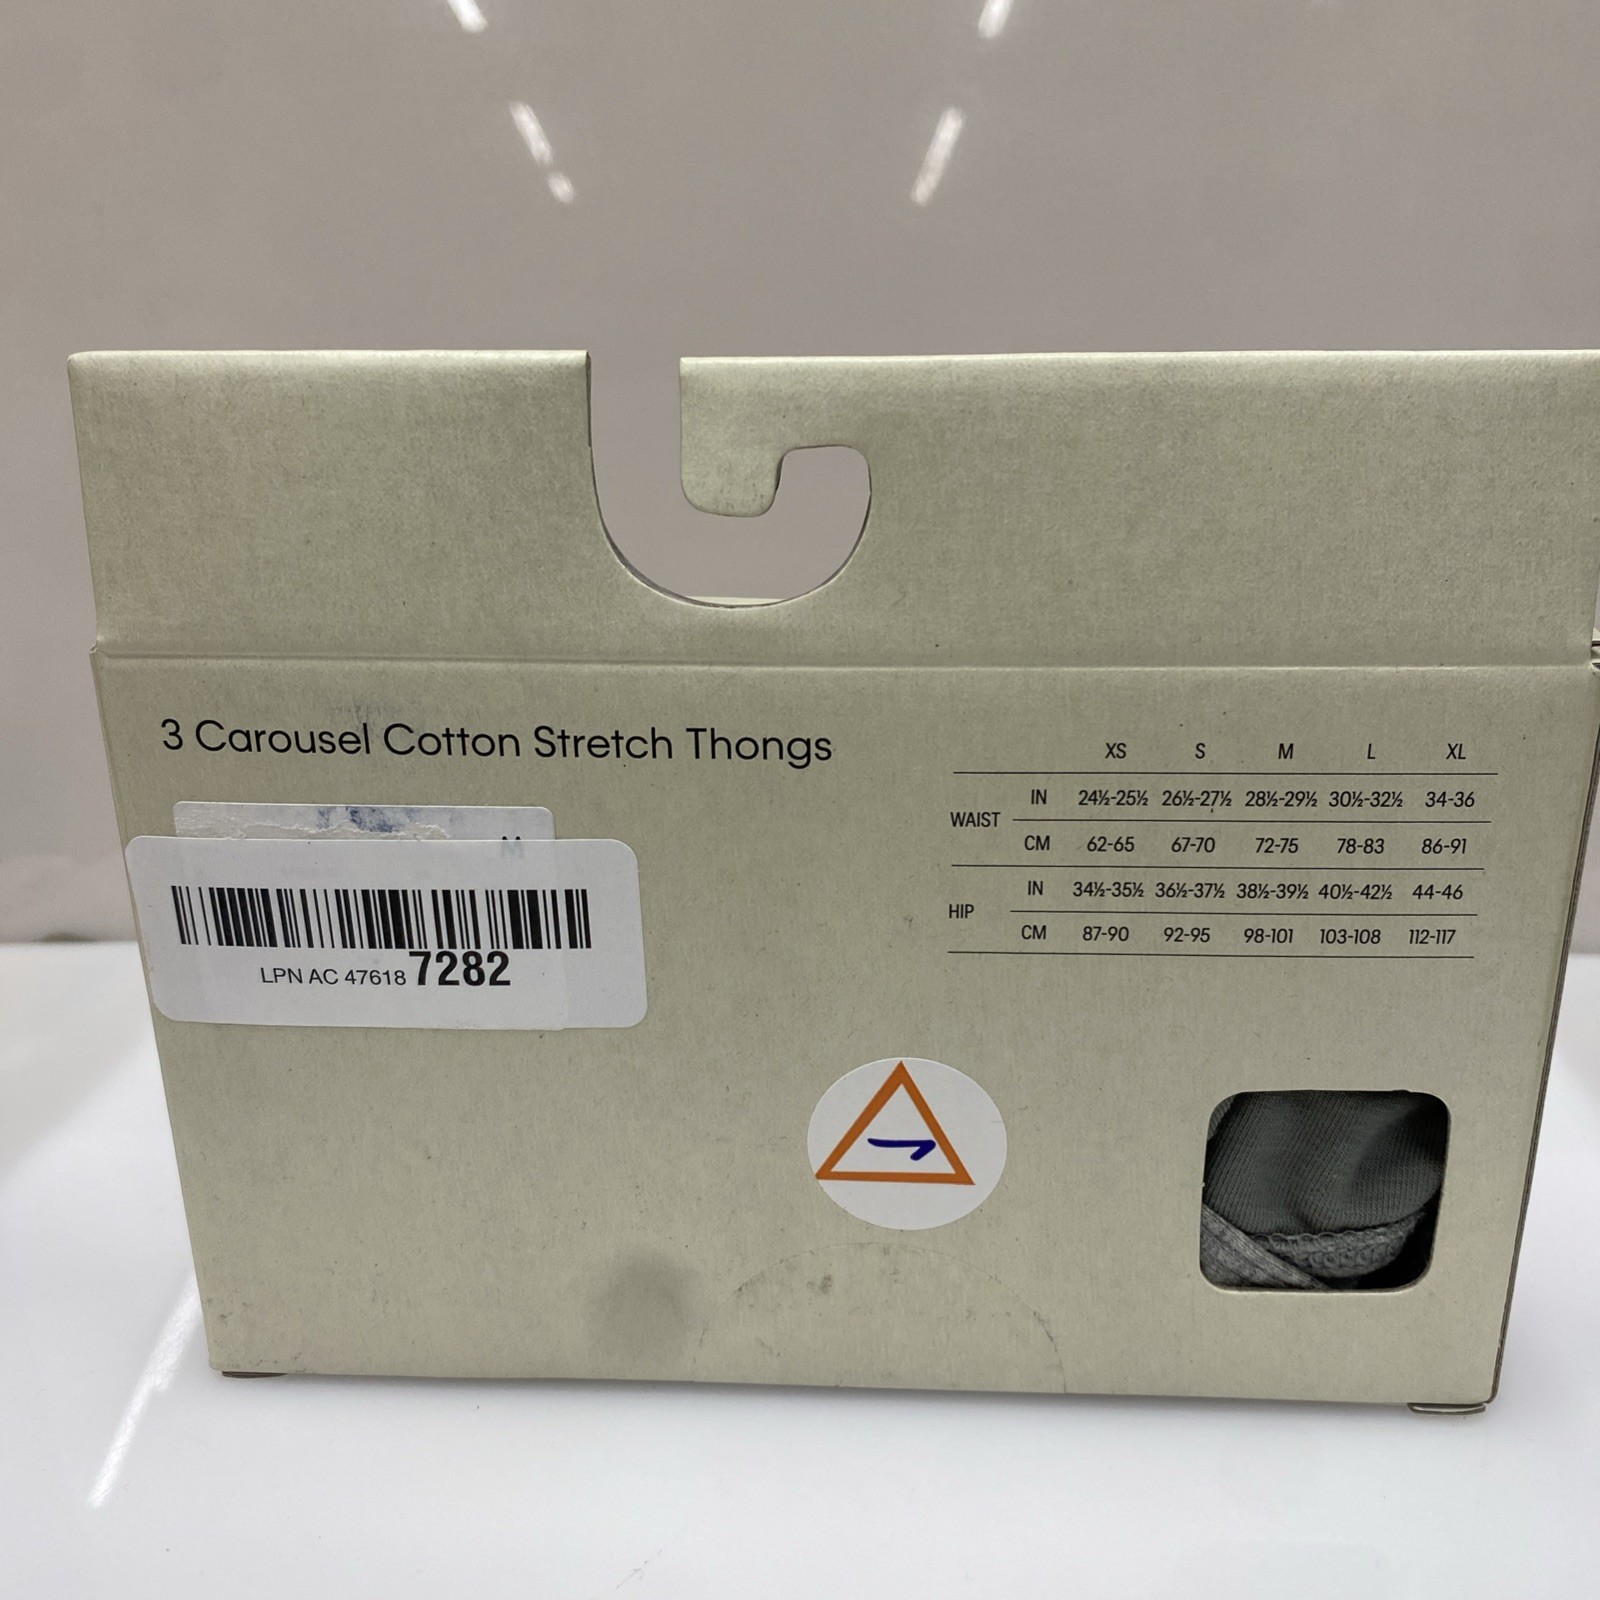 3 Carousel Cotton Stretch Thongs
XS S M L XL
WAIST
IN 24½-25½ 26½-27½ 28½-29½ 30½-32½ 34-36
CM 62-65 67-70 72-75 78-83 86-91
HIP
IN 34½-35½ 36½-37½ 38½-39½ 40½-42½ 44-46
CM 87-90 92-95 98-101 103-108 112-117
M
LPN AC 47618 7282